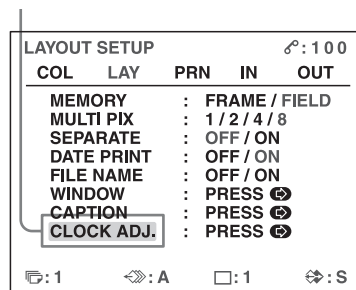 LAYOUT SETUP :100
COL LAY PRN IN OUT
MEMORY : FRAME / FIELD
MULTI PIX : 1 / 2 / 4 / 8
SEPARATE : OFF / ON
DATE PRINT : OFF / ON
FILE NAME : OFF / ON
WINDOW : PRESS
CAPTION : PRESS
CLOCK ADJ. : PRESS
:1 :A :1 :S